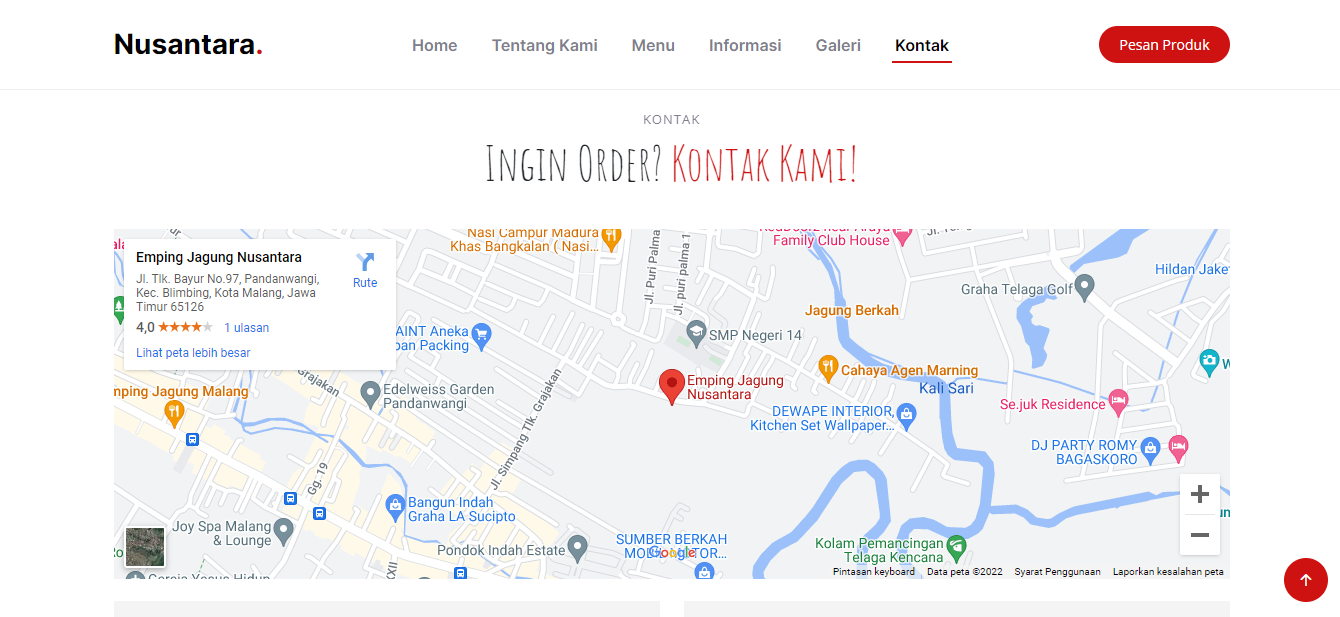 Nusantara.
Home
Tentang Kami
Menu
Informasi
Galeri
Kontak
Pesan Produk
KONTAK
Ingin Order? Kontak Kami!
Emping Jagung Nusantara
Jl. Tlk. Bayur No.97, Pandanwangi,
Kec. Blimbing, Kota Malang, Jawa
Timur 65126
4,0
1 ulasan
Lihat peta lebih besar
Rute
Nasi Campur Madura
Khas Bangkalan ( Nasi...
Jl. Puri Palma
Jl. puri palma 1
Family Club House
Hildan Jake
Graha Telaga Golf
Jagung Berkah
SMP Negeri 14
AINT Aneka
pan Packing
Cahaya Agen Marning
Kali Sari
Emping Jagung
Nusantara
Grajakan
Edelweiss Garden
Pandanwangi
mping Jagung Malang
Se.juk Residence
DEWAPE INTERIOR,
Kitchen Set Wallpaper...
Jl. Simpang Tlk. Grajakan
DJ PARTY ROMY
BAGASKORO
Gg. 19
Bangun Indah
Graha LA Sucipto
Joy Spa Malang
& Lounge
Pondok Indah Estate
SUMBER BERKAH
Google
Kolam Pemancingan
Telaga Kencana
Pintasan keyboard
Data peta ©2022
Syarat Penggunaan
Laporkan kesalahan peta